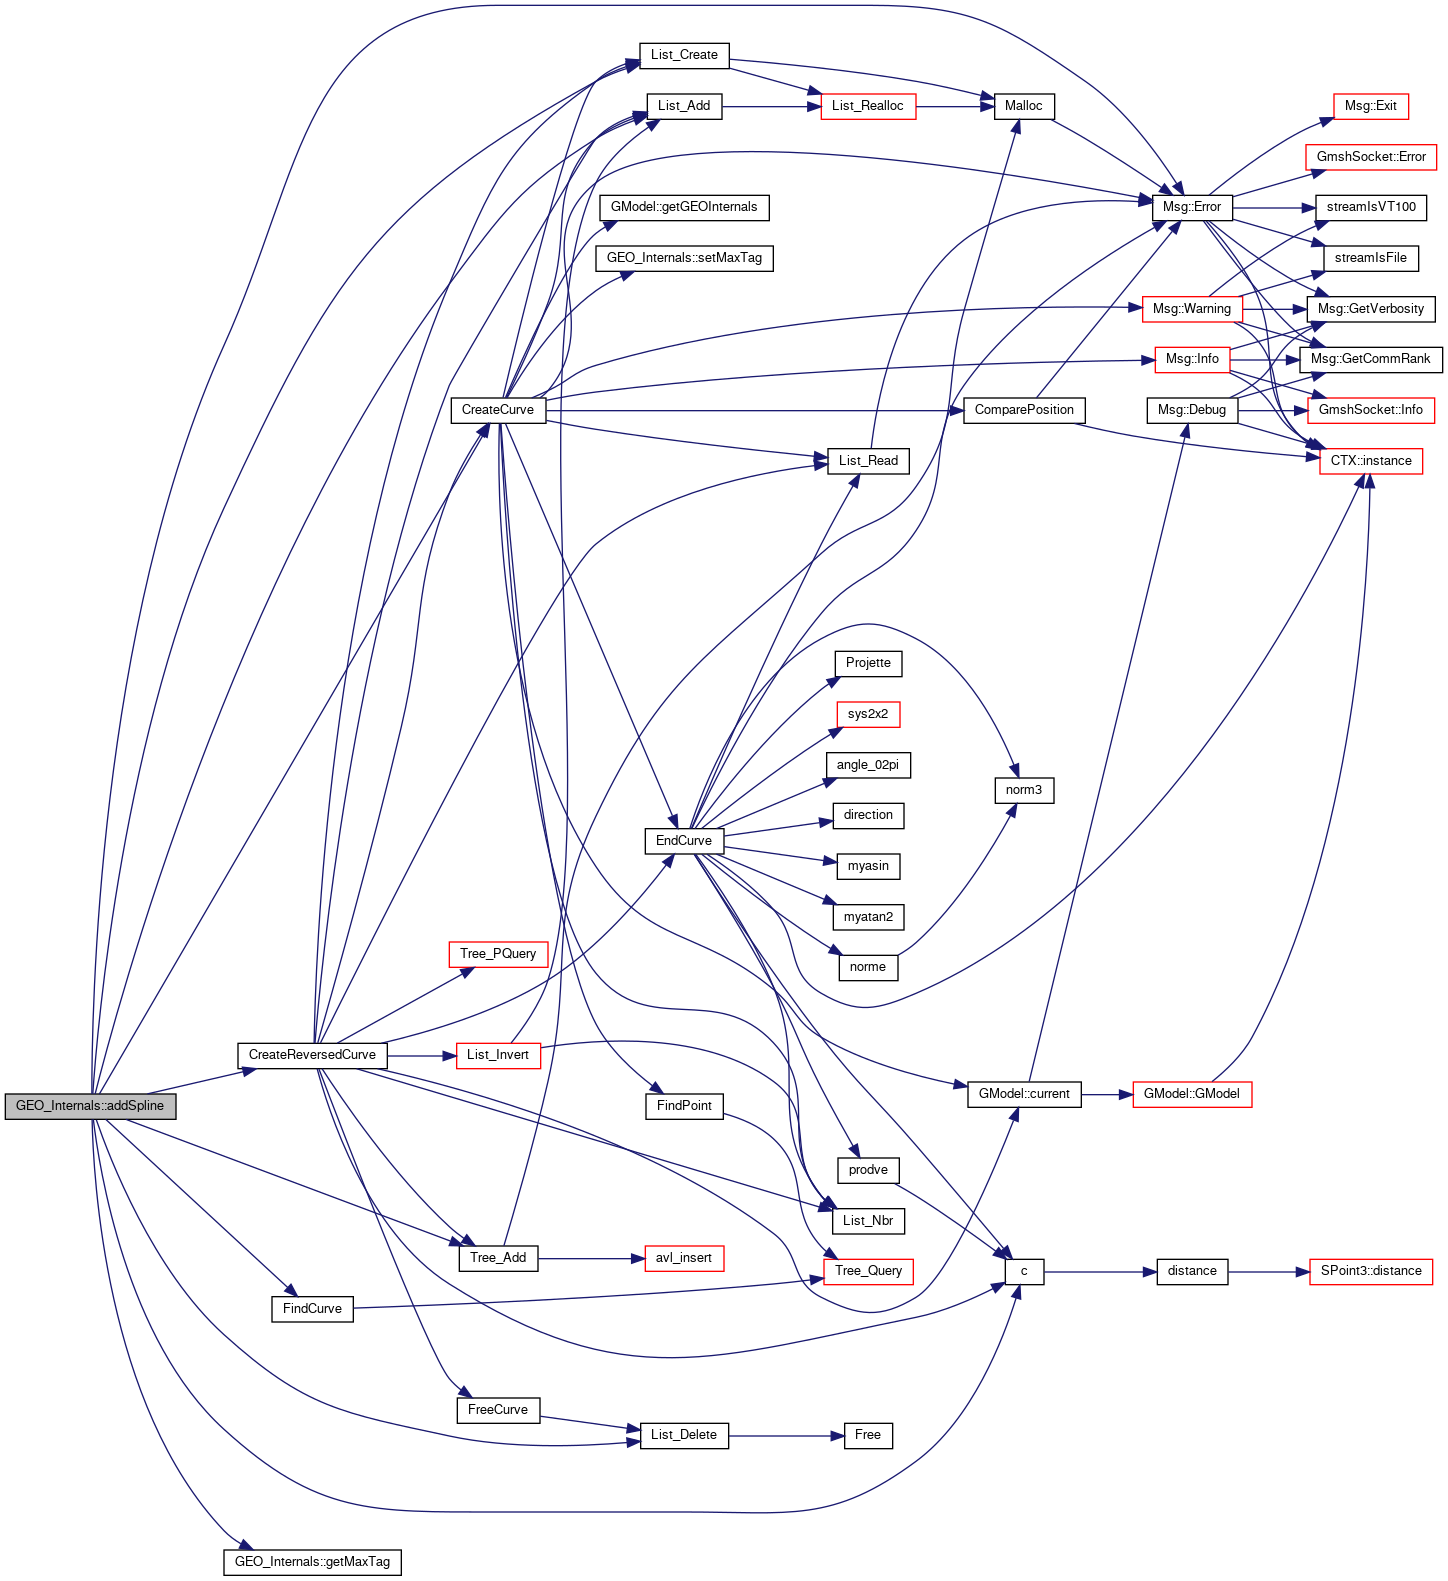 List_Create
List_Add
List_Realloc
Malloc
Msg::Exit
GmshSocket::Error
GModel::getGEOInternals
Msg::Error
streamIsVT100
GEO_Internals::setMaxTag
streamIsFile
Msg::Warning
Msg::GetVerbosity
Msg::Info
Msg::GetCommRank
CreateCurve
ComparePosition
Msg::Debug
GmshSocket::Info
List_Read
CTX::instance
Projette
sys2x2
angle_02pi
norm3
direction
EndCurve
myasin
myatan2
Tree_PQuery
norme
CreateReversedCurve
List_Invert
GEO_Internals::addSpline
FindPoint
GModel::current
GModel::GModel
prodve
List_Nbr
Tree_Add
avl_insert
Tree_Query
c
distance
SPoint3::distance
FindCurve
FreeCurve
List_Delete
Free
GEO_Internals::getMaxTag